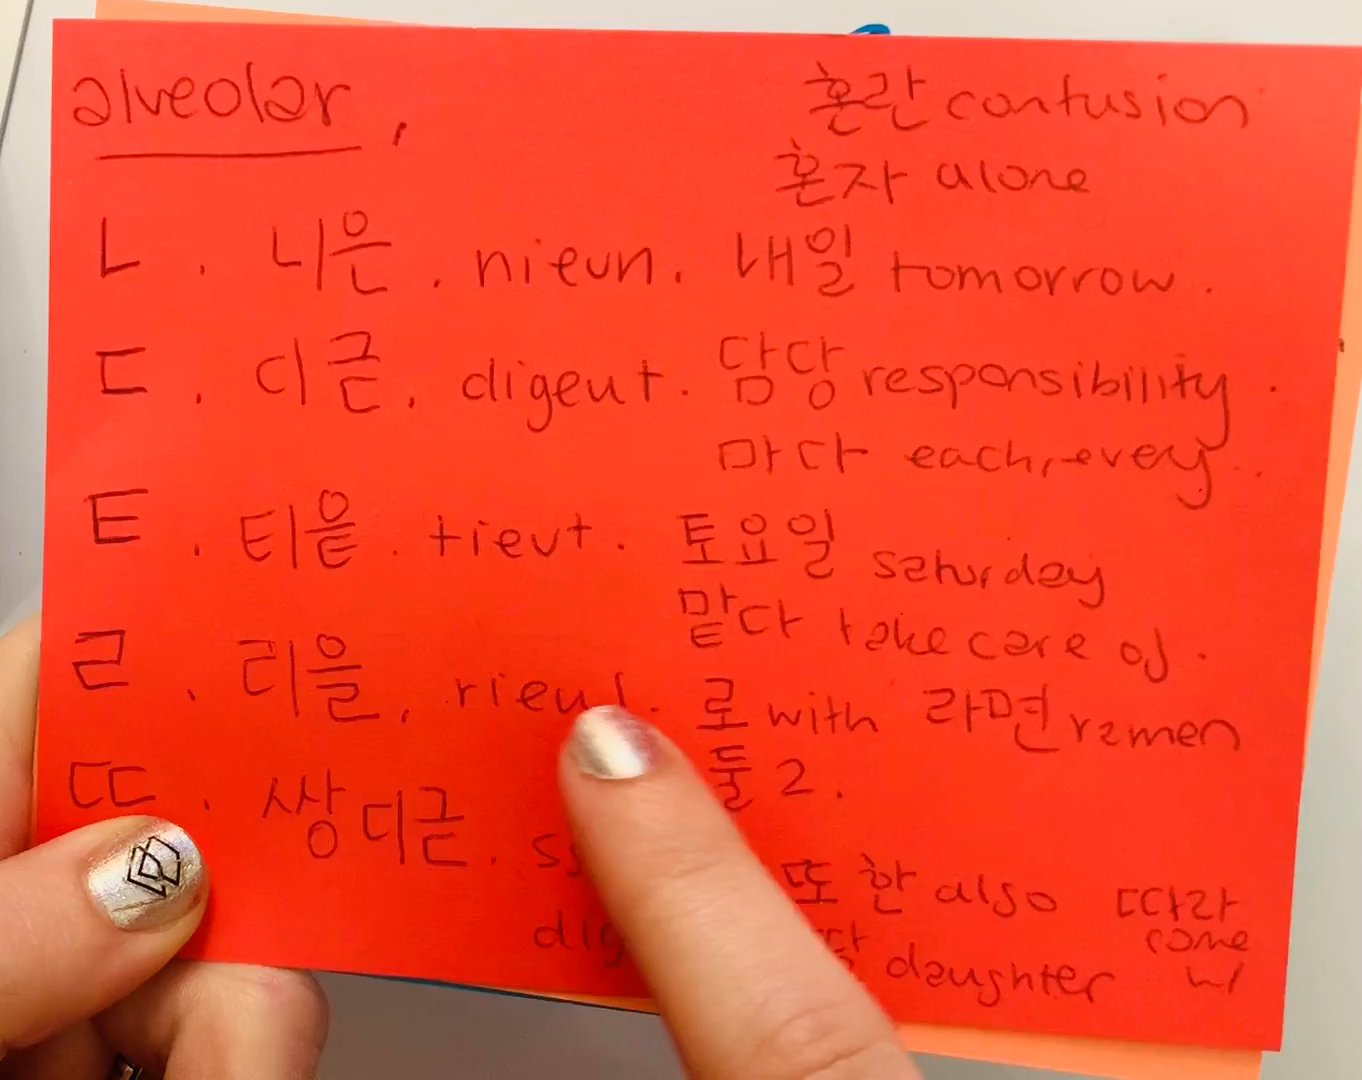 alveolar,
혼란 confusion
혼자 alone
ㄴ. 니은. nieun. 내일 tomorrow.
ㄷ. 디귿. digeut. 담당 responsibility.
마다 each, every..
ㅌ. 티읕. tieut. 토요일 saturday
맡다 take care of.
ㄹ. 리을. rieul. 로 with 라면 ramen
둘 2.
ㄸ. 쌍디귿. 또한 also 따라
come
daughter w/